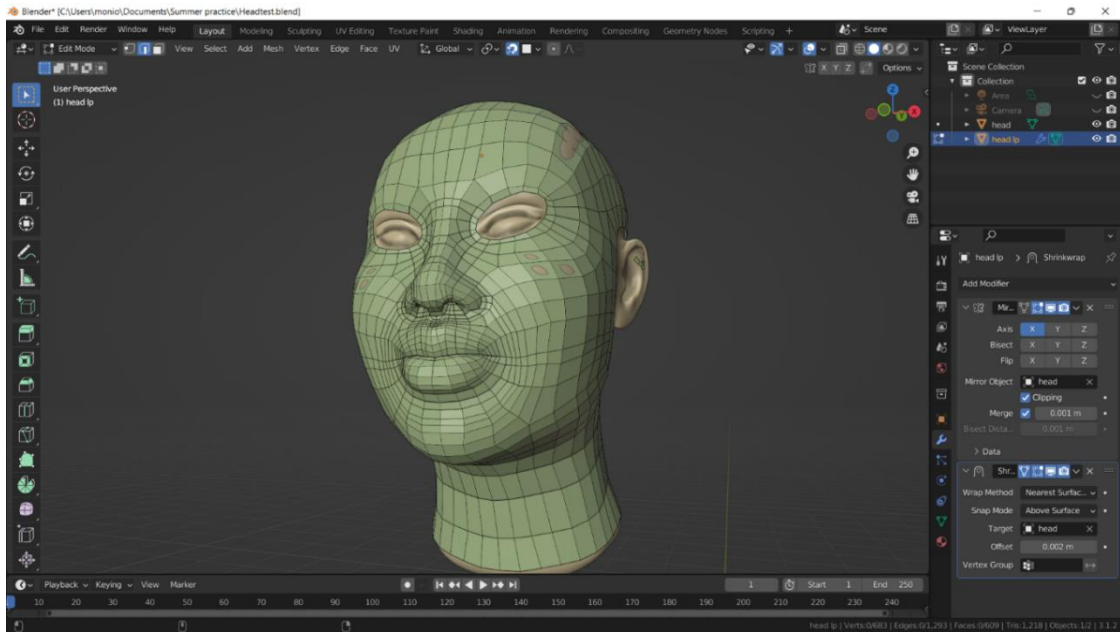 Blender* [C:\Users\monio\Documents\Summer practice\Headtest.blend]
File Edit Render Window Help Layout Modeling Sculpting UV Editing Texture Paint Shading Animation Rendering Compositing Geometry Nodes Scripting + Scene ViewLayer
Edit Mode View Select Add Mesh Vertex Edge Face UV Global
X Y Z Options
User Perspective
(1) head lp
Z
Y
X
Scene Collection
Collection
Area
Camera
head
head lp
head lp > Shrinkwrap
Add Modifier
Mir...
Axis X Y Z
Bisect X Y Z
Flip X Y Z
Mirror Object head
Clipping
Merge 0.001 m
Bisect Dista... 0.001 m
> Data
Shr...
Wrap Method Nearest Surfac...
Snap Mode Above Surface
Target head
Offset 0.002 m
Vertex Group
Playback Keying View Marker 1 Start 1 End 250
10 20 30 40 50 60 70 80 90 100 110 120 130 140 150 160 170 180 190 200 210 220 230 240
head lp | Verts:0/683 | Edges:0/1,293 | Faces:0/609 | Tris:1,218 | Objects:1/2 | 3.1.2